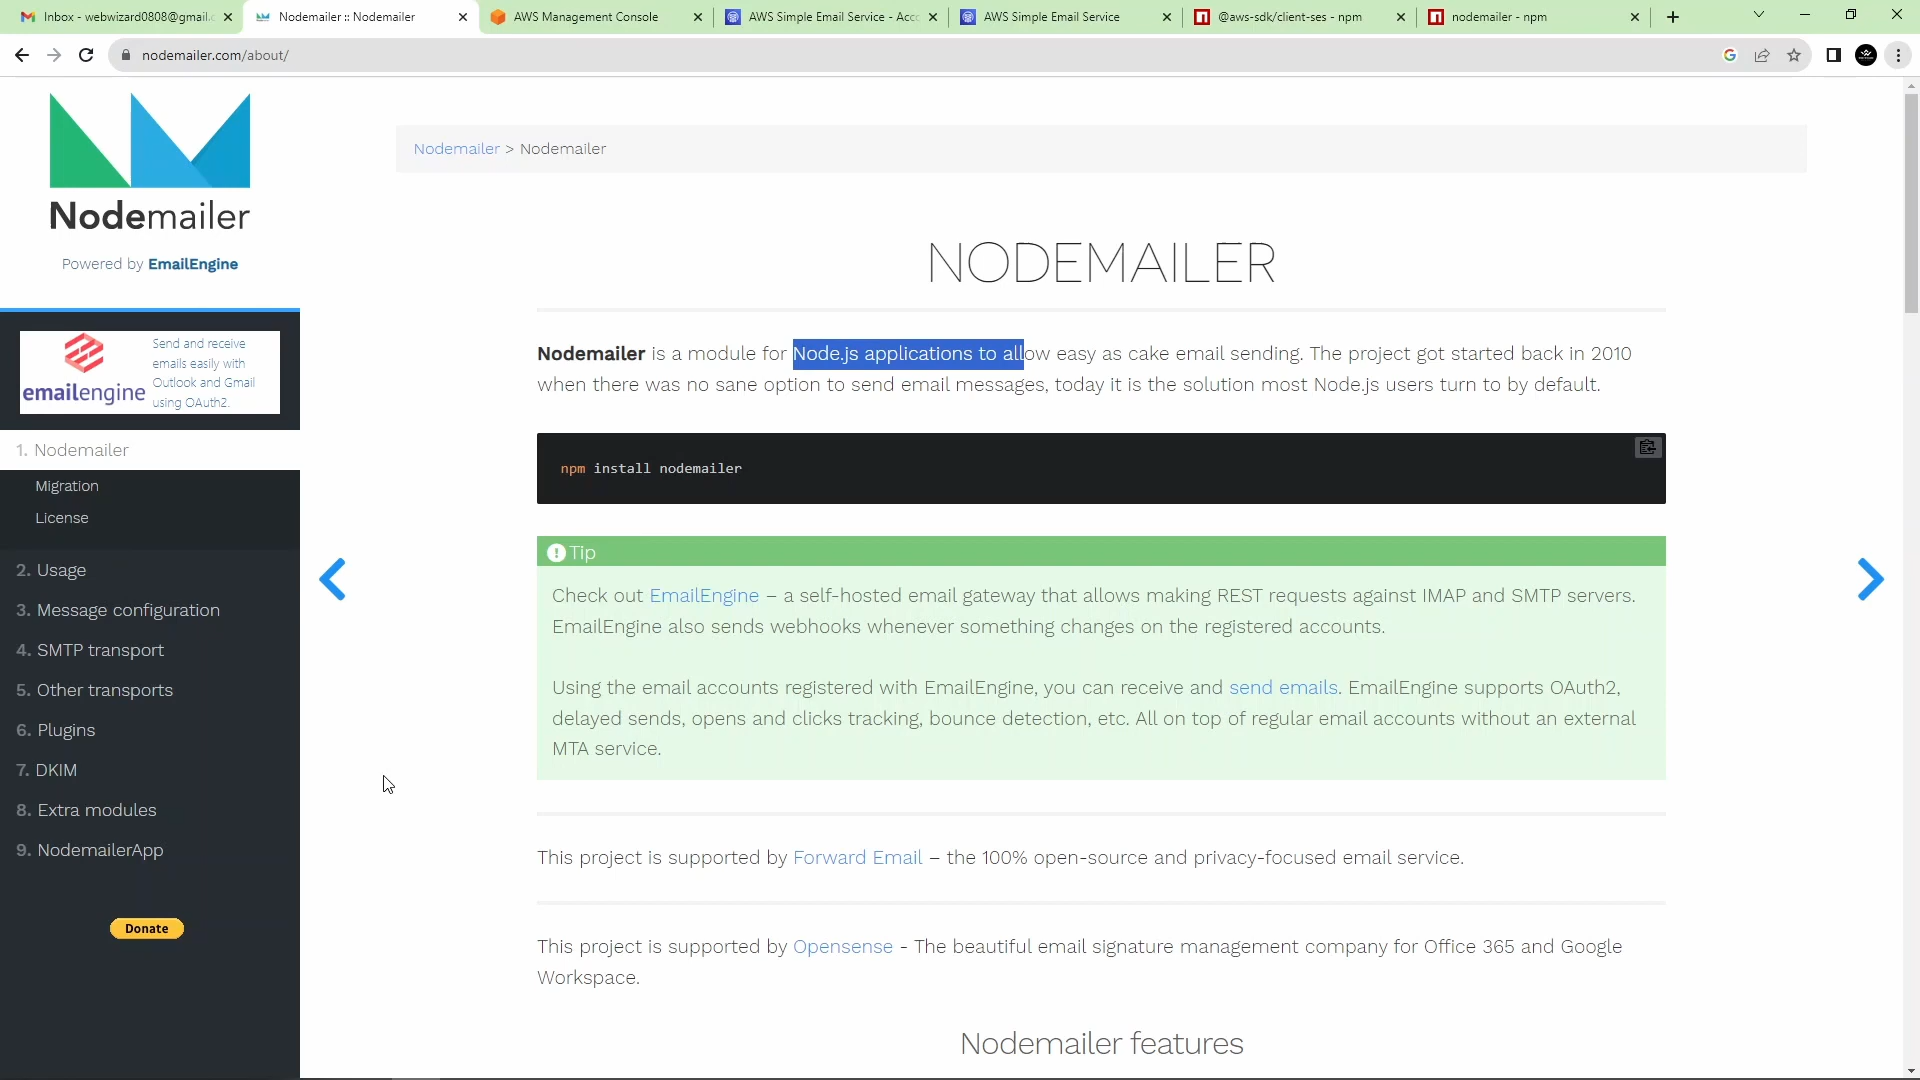 Inbox - webwizard0808@gmail.
Nodemailer :: Nodemailer
AWS Management Console
AWS Simple Email Service - Acc
AWS Simple Email Service
@aws-sdk/client-ses - npm
nodemailer - npm
nodemailer.com/about/
Nodemailer
Powered by EmailEngine
emailengine
Send and receive
emails easily with
Outlook and Gmail
using OAuth2.
1. Nodemailer
Migration
License
2. Usage
3. Message configuration
4. SMTP transport
5. Other transports
6. Plugins
7. DKIM
8. Extra modules
9. NodemailerApp
Donate
Nodemailer > Nodemailer
NODEMAILER
Nodemailer is a module for Node.js applications to allow easy as cake email sending. The project got started back in 2010
when there was no sane option to send email messages, today it is the solution most Node.js users turn to by default.
npm install nodemailer
Tip
Check out EmailEngine – a self-hosted email gateway that allows making REST requests against IMAP and SMTP servers.
EmailEngine also sends webhooks whenever something changes on the registered accounts.
Using the email accounts registered with EmailEngine, you can receive and send emails. EmailEngine supports OAuth2,
delayed sends, opens and clicks tracking, bounce detection, etc. All on top of regular email accounts without an external
MTA service.
This project is supported by Forward Email – the 100% open-source and privacy-focused email service.
This project is supported by Opensense - The beautiful email signature management company for Office 365 and Google
Workspace.
Nodemailer features